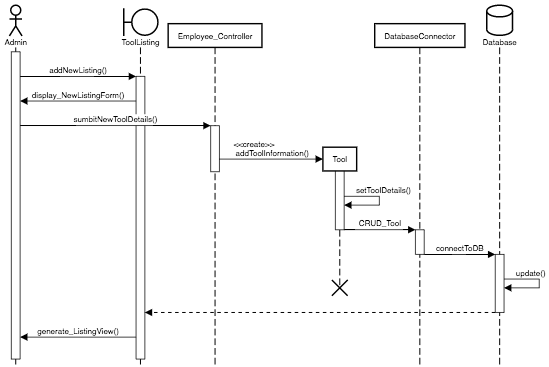 Admin
ToolListing
Employee_Controller
DatabaseConnector
Database
addNewListing()
display_NewListingForm()
sumbitNewToolDetails()
<<create>>
addToolInformation()
Tool
setToolDetails()
CRUD_Tool
connectToDB
update()
generate_ListingView()